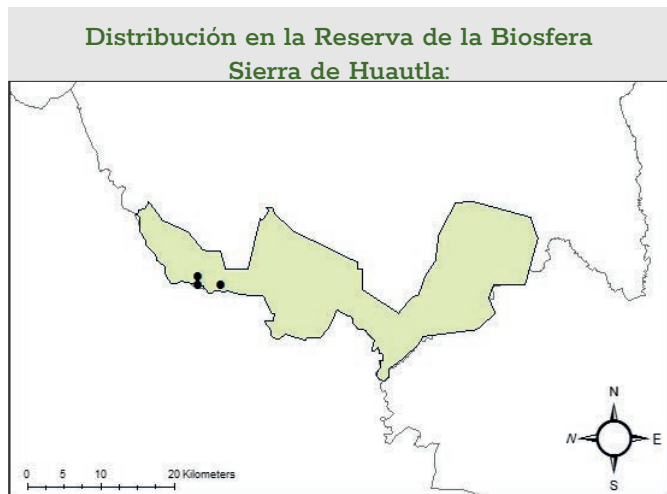 Distribución en la Reserva de la Biosfera
Sierra de Huautla:
N
N E
S
0 5 10 20 Kilometers